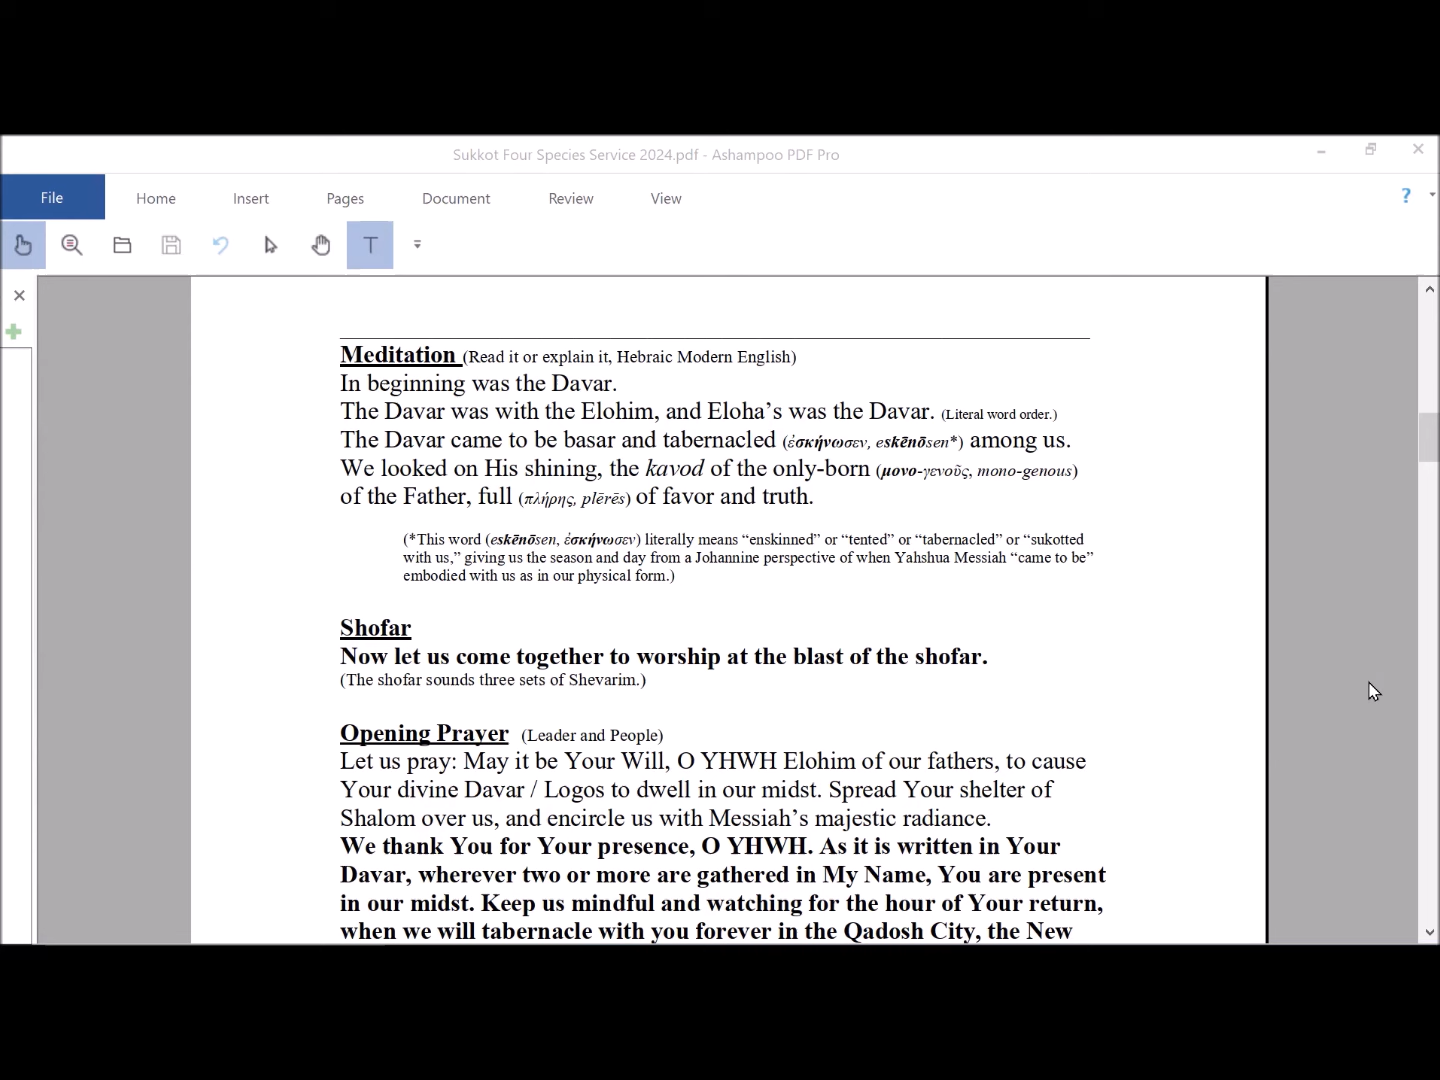 Sukkot Four Species Service 2024.pdf - Ashampoo PDF Pro
File Home Insert Pages Document Review View
?
T
Meditation (Read it or explain it, Hebraic Modern English)
In beginning was the Davar.
The Davar was with the Elohim, and Eloha’s was the Davar. (Literal word order.)
The Davar came to be basar and tabernacled (ἐσκήνωσεν, eskēnōsen*) among us.
We looked on His shining, the kavod of the only-born (μονο-γενοῦς, mono-genous)
of the Father, full (πλήρης, plērēs) of favor and truth.
(*This word (eskēnōsen, ἐσκήνωσεν) literally means “enskinned” or “tented” or “tabernacled” or “sukotted
with us,” giving us the season and day from a Johannine perspective of when Yahshua Messiah “came to be”
embodied with us as in our physical form.)
Shofar
Now let us come together to worship at the blast of the shofar.
(The shofar sounds three sets of Shevarim.)
Opening Prayer (Leader and People)
Let us pray: May it be Your Will, O YHWH Elohim of our fathers, to cause
Your divine Davar / Logos to dwell in our midst. Spread Your shelter of
Shalom over us, and encircle us with Messiah’s majestic radiance.
We thank You for Your presence, O YHWH. As it is written in Your
Davar, wherever two or more are gathered in My Name, You are present
in our midst. Keep us mindful and watching for the hour of Your return,
when we will tabernacle with you forever in the Qadosh City, the New